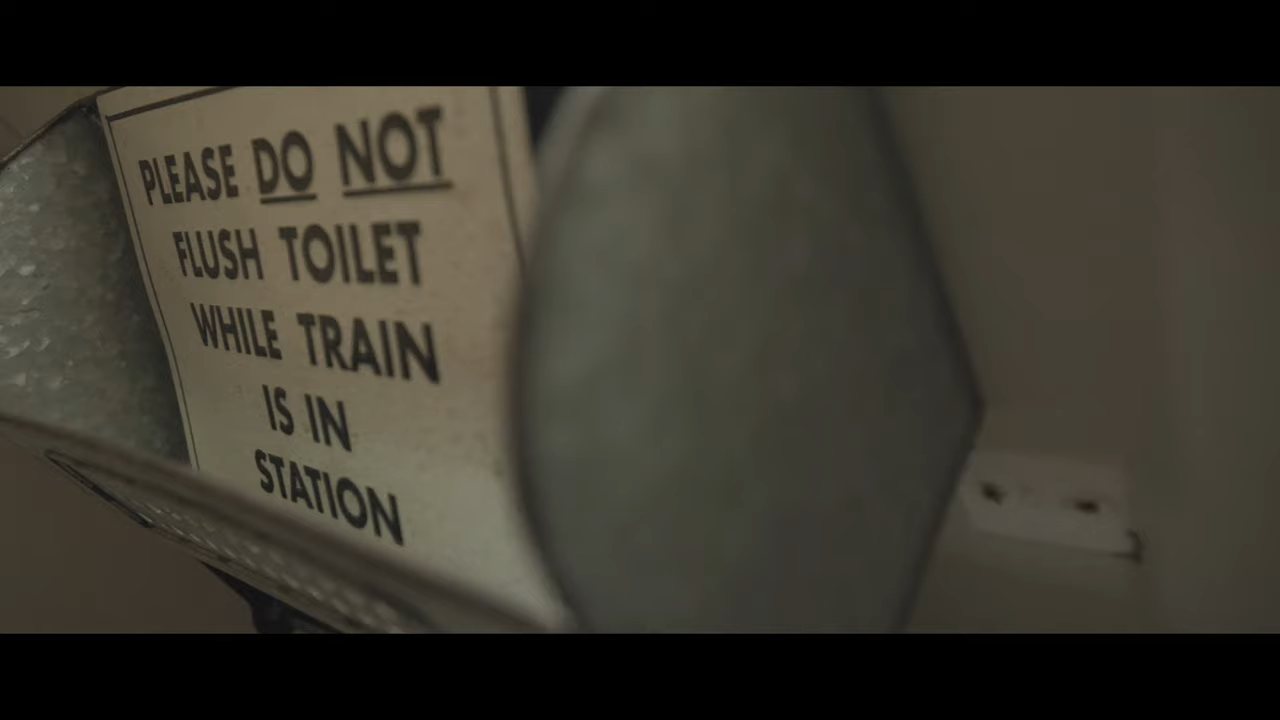 PLEASE DO NOT
FLUSH TOILET
WHILE TRAIN
IS IN
STATION